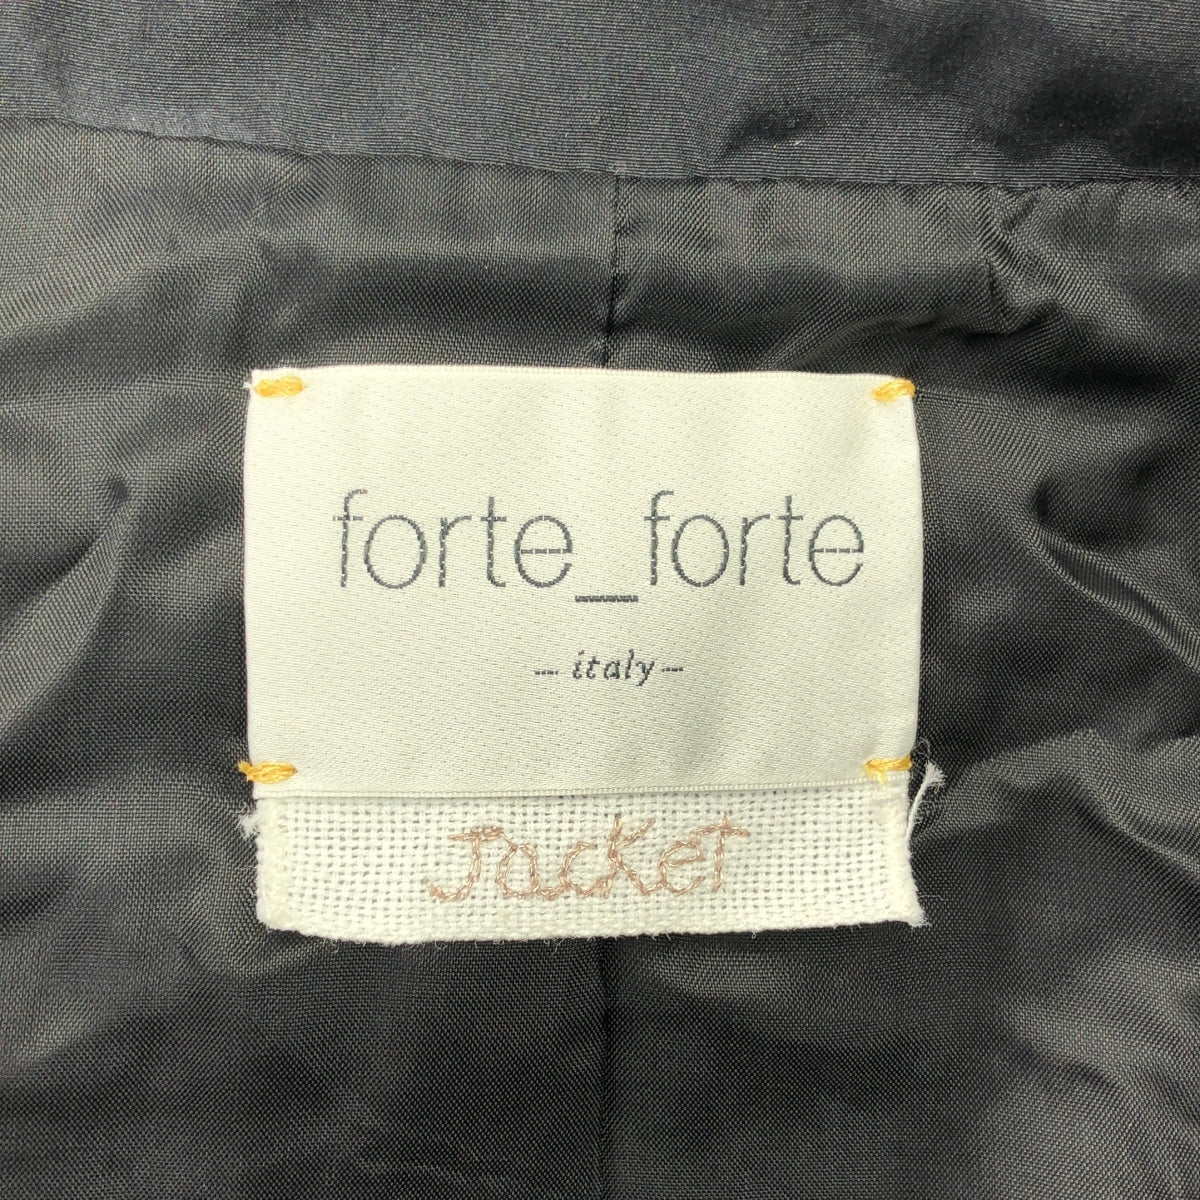 forte_forte
- italy -
Jacket